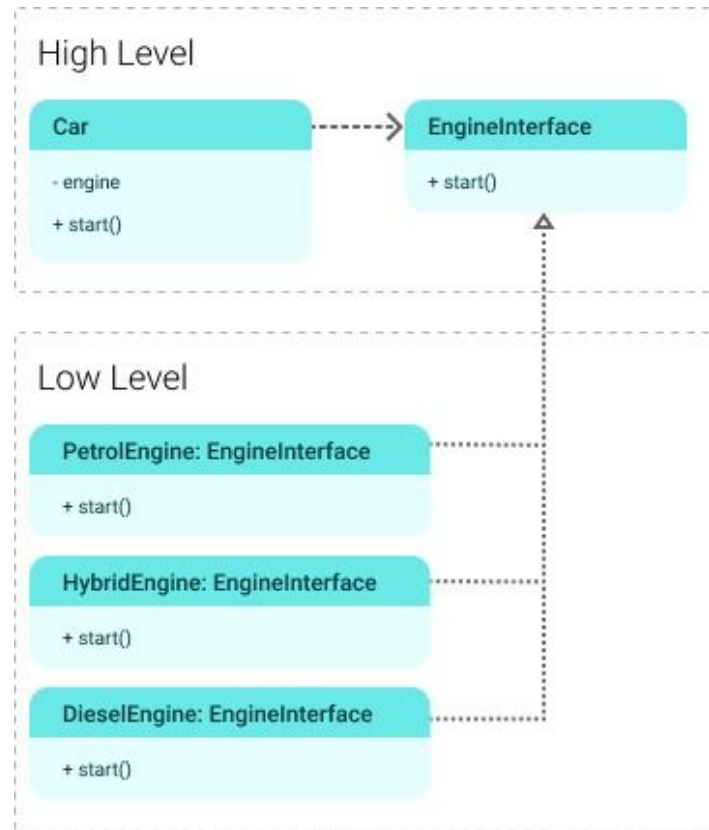 High Level
Car
- engine
+ start()
EngineInterface
+ start()
Low Level
PetrolEngine: EngineInterface
+ start()
HybridEngine: EngineInterface
+ start()
DieselEngine: EngineInterface
+ start()